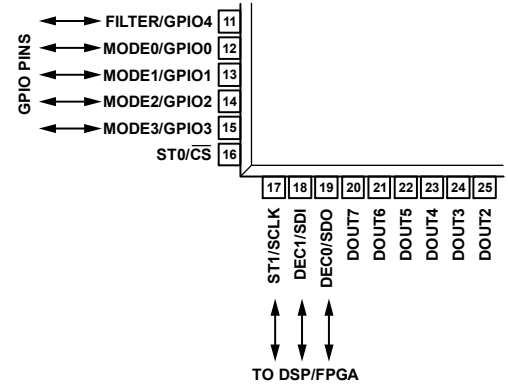 GPIO PINS
FILTER/GPIO4 11
MODE0/GPIO0 12
MODE1/GPIO1 13
MODE2/GPIO2 14
MODE3/GPIO3 15
ST0/C̅S̅ 16
17 18 19 20 21 22 23 24 25
ST1/SCLK
DEC1/SDI
DEC0/SDO
DOUT7
DOUT6
DOUT5
DOUT4
DOUT3
DOUT2
TO DSP/FPGA